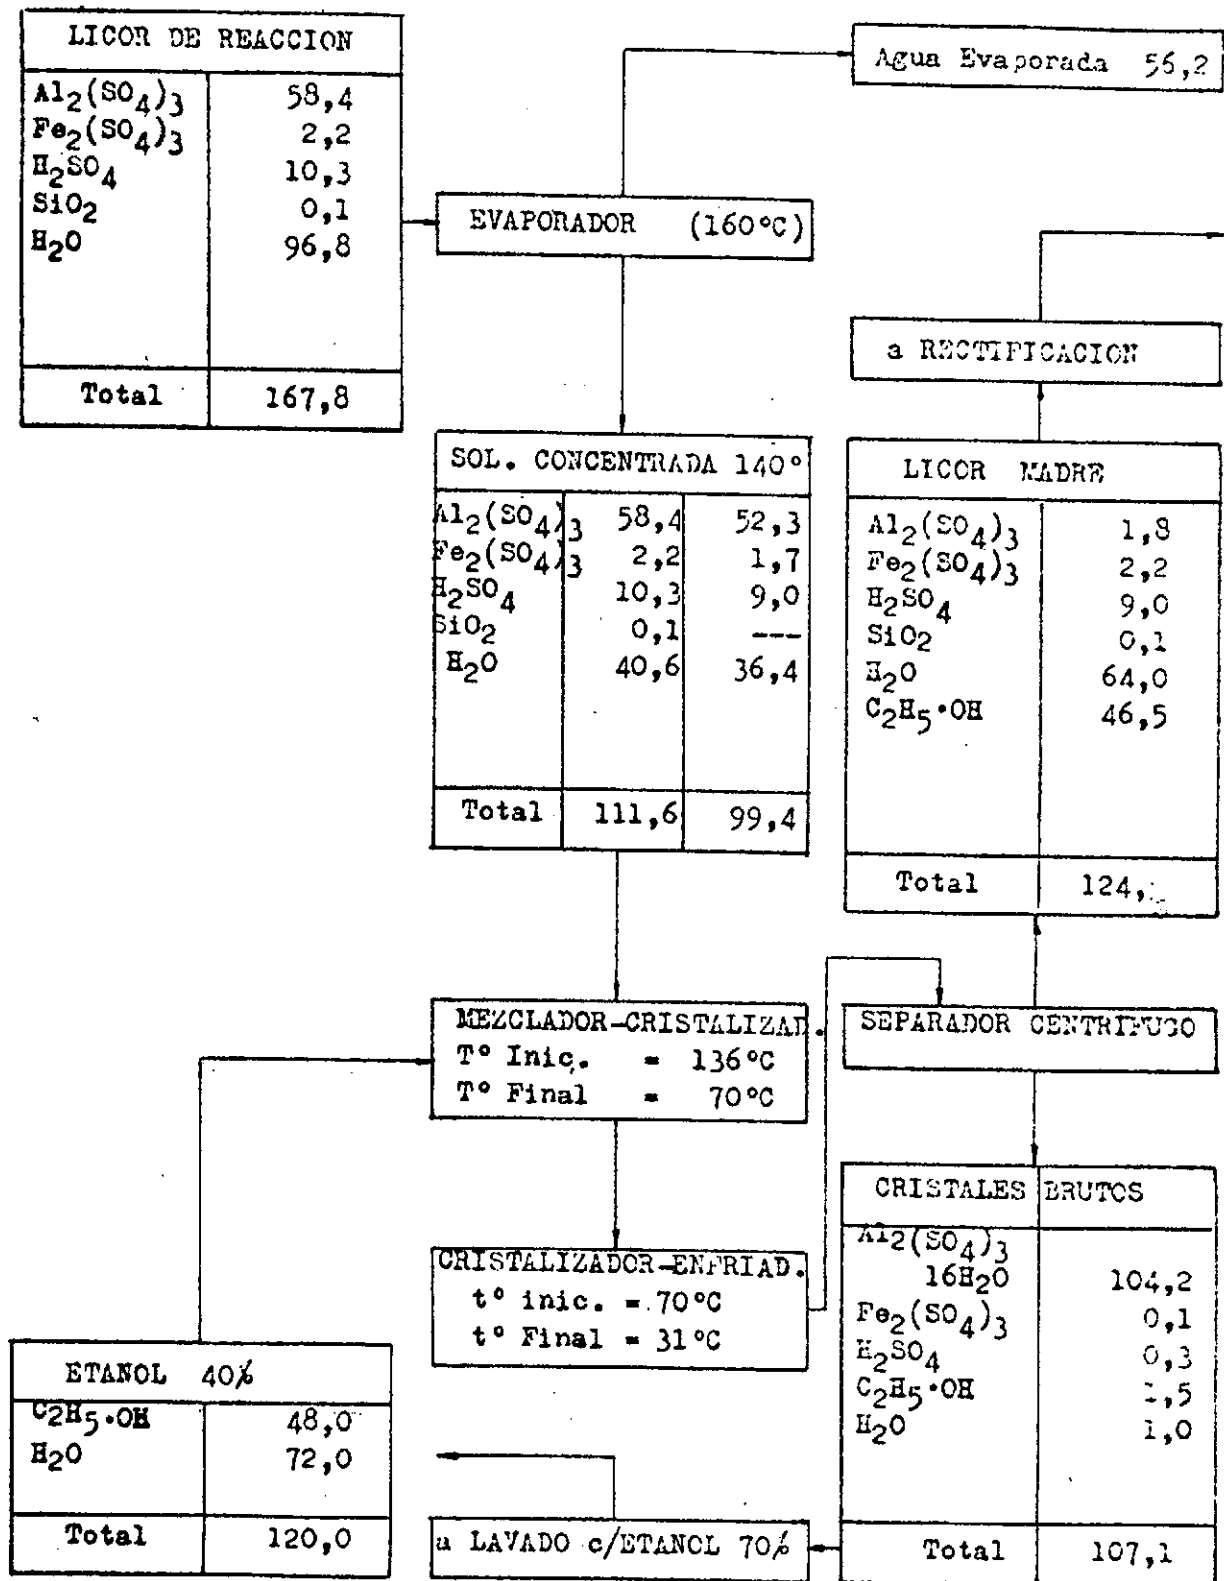 LICOR DE REACCION
Al2(SO4)3 58,4
Fe2(SO4)3 2,2
H2SO4 10,3
SiO2 0,1
H2O 96,8
Total 167,8
Agua Evaporada 56,2
EVAPORADOR (160°C)
a RECTIFICACION
SOL. CONCENTRADA 140°
Al2(SO4)3 58,4 52,3
Fe2(SO4)3 2,2 1,7
H2SO4 10,3 9,0
SiO2 0,1 ---
H2O 40,6 36,4
Total 111,6 99,4
LICOR MADRE
Al2(SO4)3 1,8
Fe2(SO4)3 2,2
H2SO4 9,0
SiO2 0,1
H2O 64,0
C2H5·OH 46,5
Total 124,
MEZCLADOR-CRISTALIZAD.
T° Inic. = 136°C
T° Final = 70°C
SEPARADOR CENTRIFUGO
CRISTALIZADOR-ENFRIAD.
t° inic. = 70°C
t° Final = 31°C
CRISTALES BRUTOS
Al2(SO4)3
16H2O 104,2
Fe2(SO4)3 0,1
H2SO4 0,3
C2H5·OH 1,5
H2O 1,0
Total 107,1
ETANOL 40%
C2H5·OH 48,0
H2O 72,0
Total 120,0
a LAVADO c/ETANOL 70%